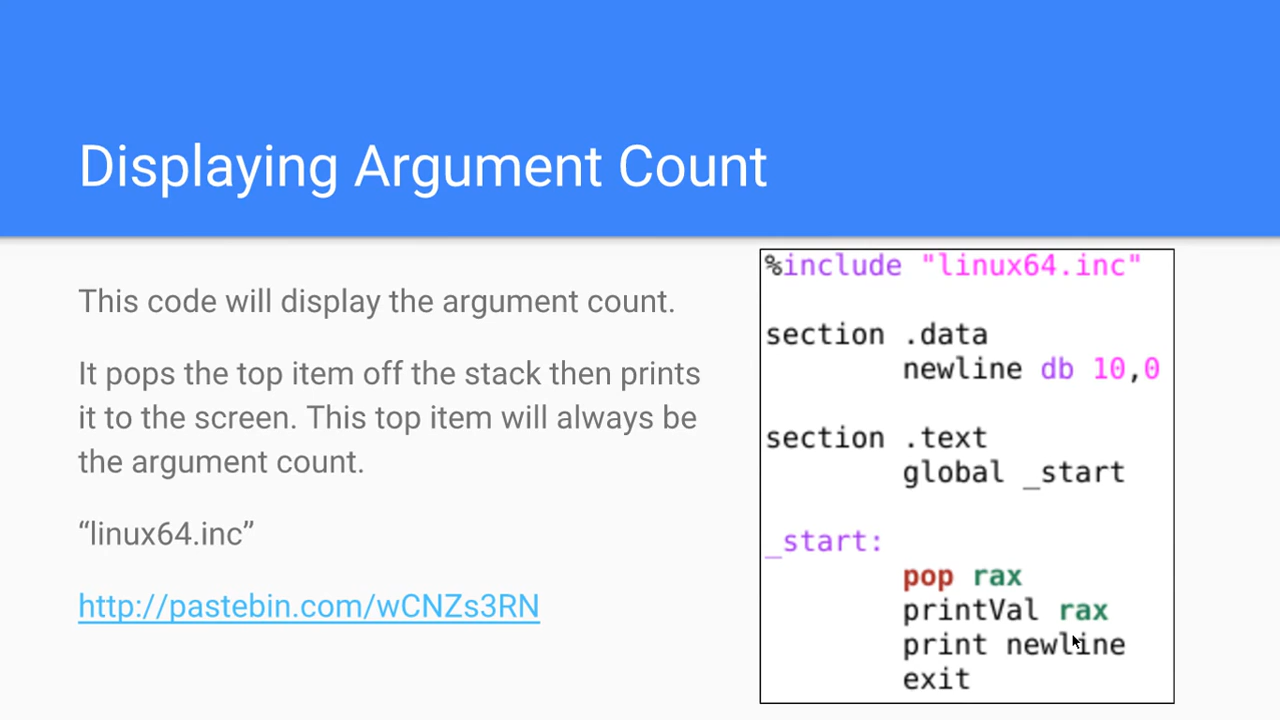 Displaying Argument Count
This code will display the argument count.
It pops the top item off the stack then prints
it to the screen. This top item will always be
the argument count.
“linux64.inc”
http://pastebin.com/wCNZs3RN
%include "linux64.inc"
section .data
newline db 10,0
section .text
global _start
_start:
pop rax
printVal rax
print newline
exit